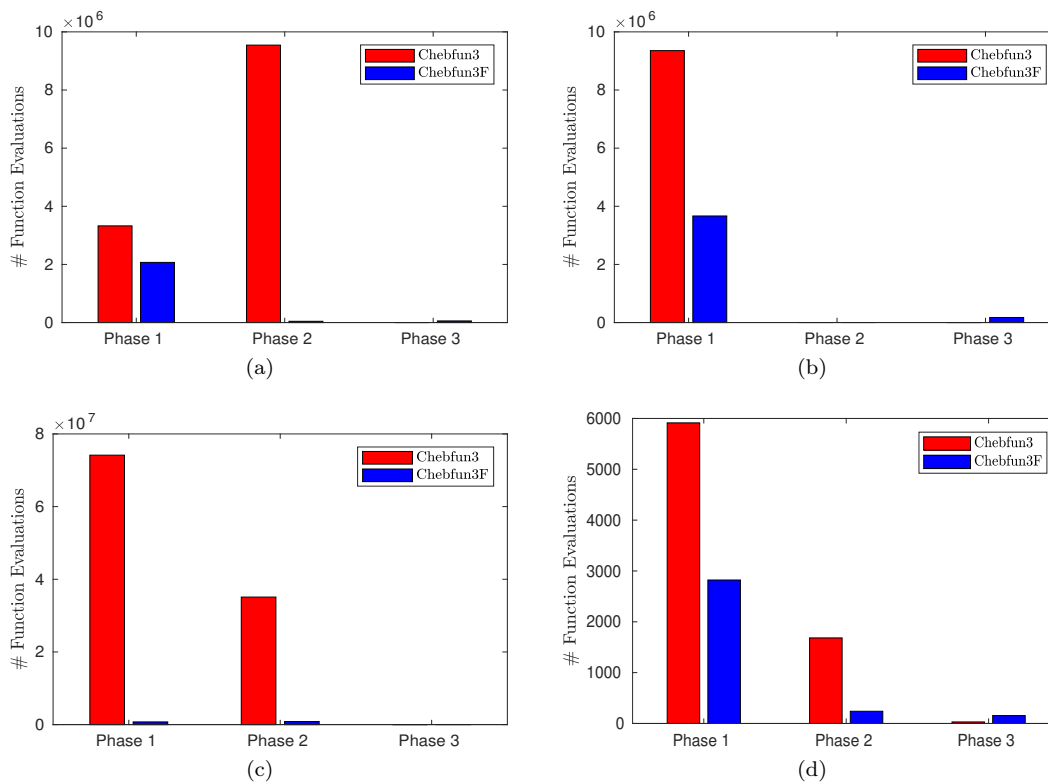 ×10^6
10
8
6
4
2
0
# Function Evaluations
Chebfun3
Chebfun3F
Phase 1 Phase 2 Phase 3
(a)
×10^6
10
8
6
4
2
0
# Function Evaluations
Chebfun3
Chebfun3F
Phase 1 Phase 2 Phase 3
(b)
×10^7
8
6
4
2
0
# Function Evaluations
Chebfun3
Chebfun3F
Phase 1 Phase 2 Phase 3
(c)
6000
5000
4000
3000
2000
1000
0
# Function Evaluations
Chebfun3
Chebfun3F
Phase 1 Phase 2 Phase 3
(d)